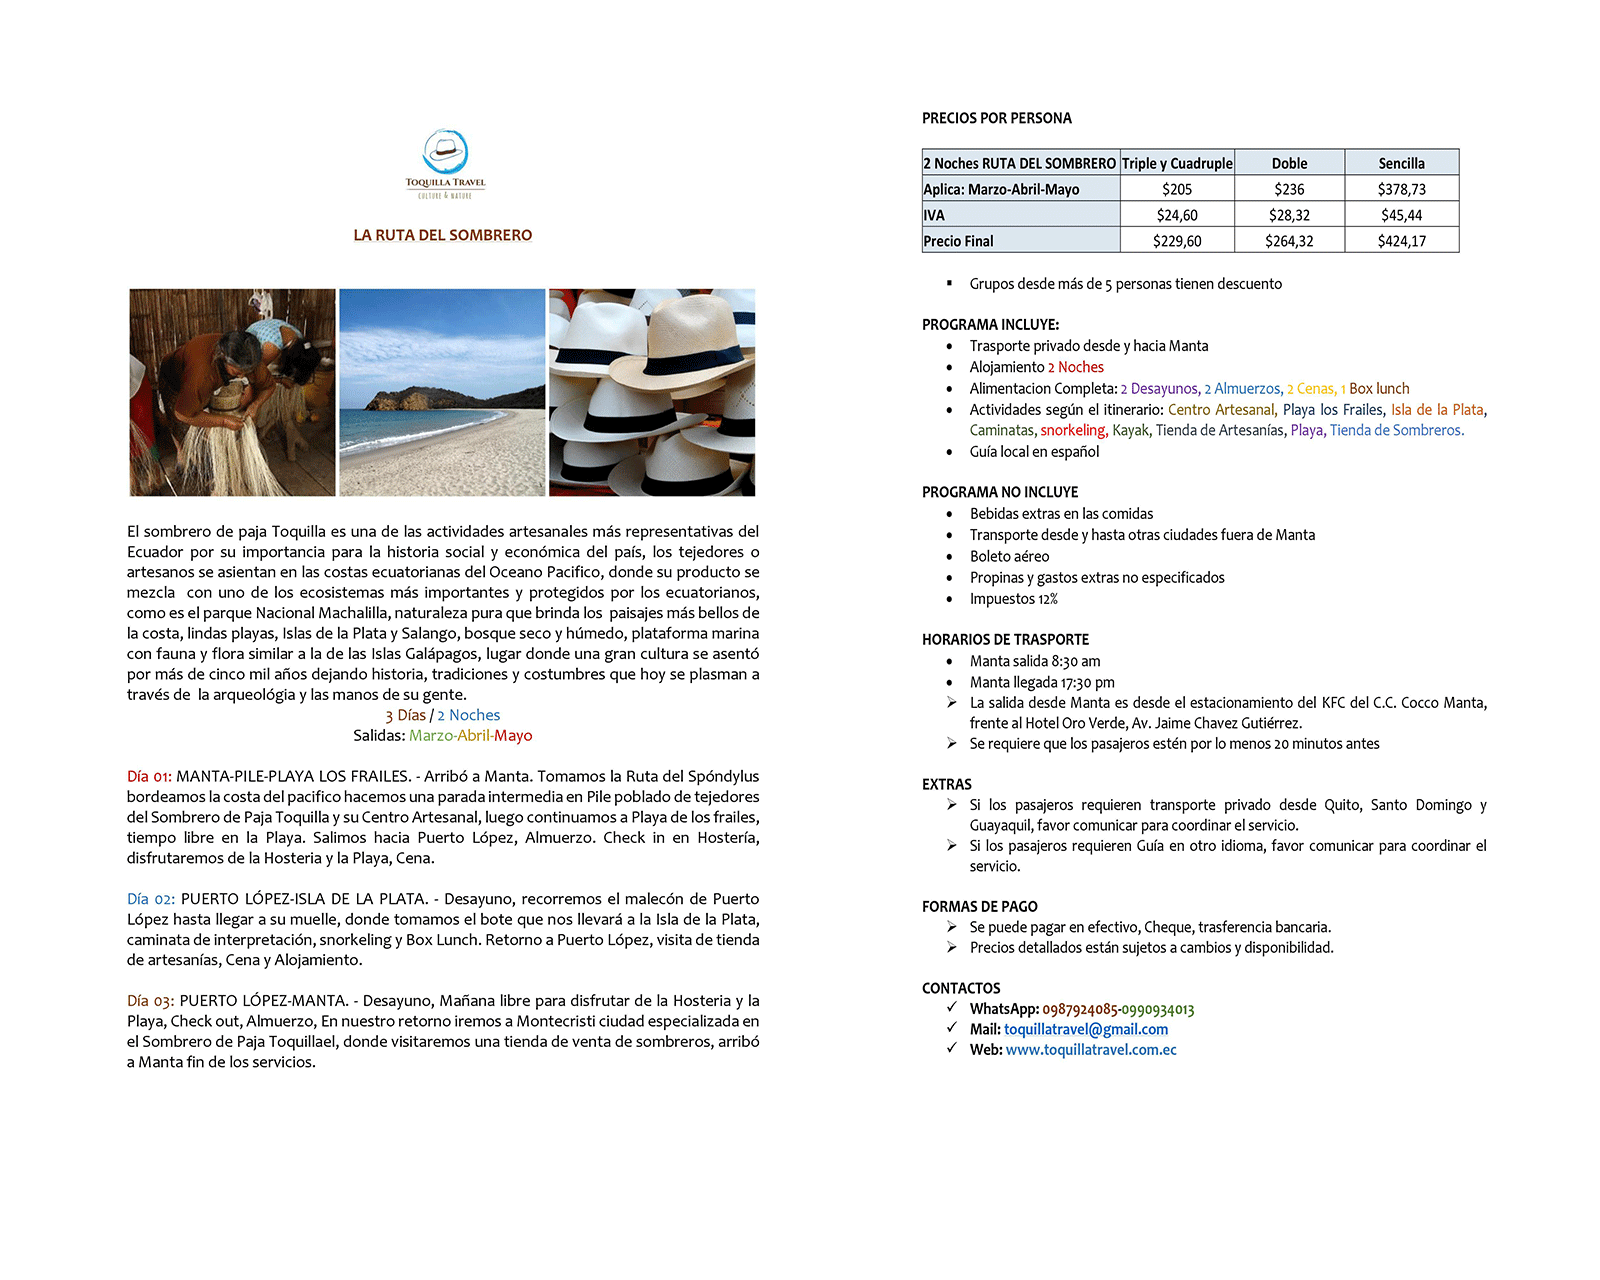 TOQUILLA TRAVEL
CULTURE & NATURE
LA RUTA DEL SOMBRERO
El sombrero de paja Toquilla es una de las actividades artesanales más representativas del
Ecuador por su importancia para la historia social y económica del país, los tejedores o
artesanos se asientan en las costas ecuatorianas del Oceano Pacifico, donde su producto se
mezcla con uno de los ecosistemas más importantes y protegidos por los ecuatorianos,
como es el parque Nacional Machalilla, naturaleza pura que brinda los paisajes más bellos de
la costa, lindas playas, Islas de la Plata y Salango, bosque seco y húmedo, plataforma marina
con fauna y flora similar a la de las Islas Galápagos, lugar donde una gran cultura se asentó
por más de cinco mil años dejando historia, tradiciones y costumbres que hoy se plasman a
través de la arqueológia y las manos de su gente.
3 Días / 2 Noches
Salidas: Marzo-Abril-Mayo
Día 01: MANTA-PILE-PLAYA LOS FRAILES. - Arribó a Manta. Tomamos la Ruta del Spóndylus
bordeamos la costa del pacifico hacemos una parada intermedia en Pile poblado de tejedores
del Sombrero de Paja Toquilla y su Centro Artesanal, luego continuamos a Playa de los frailes,
tiempo libre en la Playa. Salimos hacia Puerto López, Almuerzo. Check in en Hostería,
disfrutaremos de la Hosteria y la Playa, Cena.
Día 02: PUERTO LÓPEZ-ISLA DE LA PLATA. - Desayuno, recorremos el malecón de Puerto
López hasta llegar a su muelle, donde tomamos el bote que nos llevará a la Isla de la Plata,
caminata de interpretación, snorkeling y Box Lunch. Retorno a Puerto López, visita de tienda
de artesanías, Cena y Alojamiento.
Día 03: PUERTO LÓPEZ-MANTA. - Desayuno, Mañana libre para disfrutar de la Hosteria y la
Playa, Check out, Almuerzo, En nuestro retorno iremos a Montecristi ciudad especializada en
el Sombrero de Paja Toquillael, donde visitaremos una tienda de venta de sombreros, arribó
a Manta fin de los servicios.
PRECIOS POR PERSONA
2 Noches RUTA DEL SOMBRERO Triple y Cuadruple Doble Sencilla
Aplica: Marzo-Abril-Mayo $205 $236 $378,73
IVA $24,60 $28,32 $45,44
Precio Final $229,60 $264,32 $424,17
▪ Grupos desde más de 5 personas tienen descuento
PROGRAMA INCLUYE:
• Trasporte privado desde y hacia Manta
• Alojamiento 2 Noches
• Alimentacion Completa: 2 Desayunos, 2 Almuerzos, 2 Cenas, 1 Box lunch
• Actividades según el itinerario: Centro Artesanal, Playa los Frailes, Isla de la Plata,
Caminatas, snorkeling, Kayak, Tienda de Artesanías, Playa, Tienda de Sombreros.
• Guía local en español
PROGRAMA NO INCLUYE
• Bebidas extras en las comidas
• Transporte desde y hasta otras ciudades fuera de Manta
• Boleto aéreo
• Propinas y gastos extras no especificados
• Impuestos 12%
HORARIOS DE TRASPORTE
• Manta salida 8:30 am
• Manta llegada 17:30 pm
➢ La salida desde Manta es desde el estacionamiento del KFC del C.C. Cocco Manta,
frente al Hotel Oro Verde, Av. Jaime Chavez Gutiérrez.
➢ Se requiere que los pasajeros estén por lo menos 20 minutos antes
EXTRAS
➢ Si los pasajeros requieren transporte privado desde Quito, Santo Domingo y
Guayaquil, favor comunicar para coordinar el servicio.
➢ Si los pasajeros requieren Guía en otro idioma, favor comunicar para coordinar el
servicio.
FORMAS DE PAGO
➢ Se puede pagar en efectivo, Cheque, trasferencia bancaria.
➢ Precios detallados están sujetos a cambios y disponibilidad.
CONTACTOS
✓ WhatsApp: 0987924085-0990934013
✓ Mail: toquillatravel@gmail.com
✓ Web: www.toquillatravel.com.ec